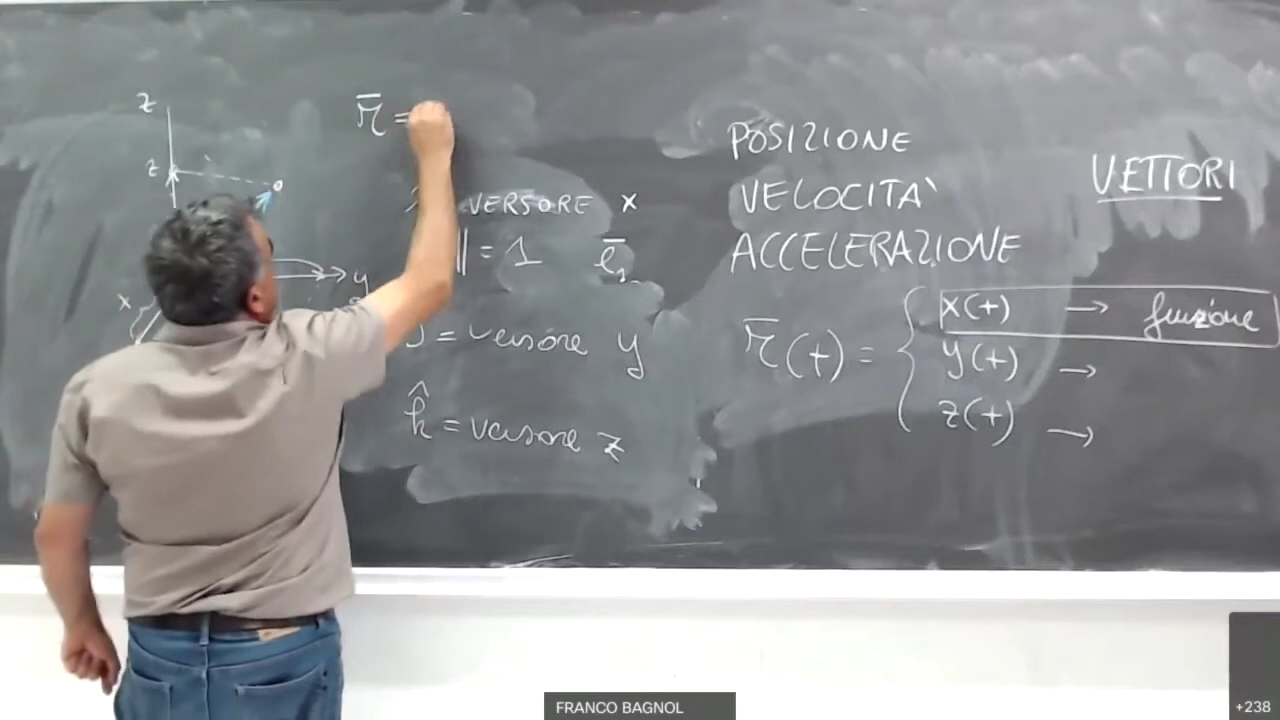 z
r̄ =
z
VERSORE x
|| = 1 ē₁
y
x
= versore y
k̂ = versore z
POSIZIONE
VELOCITA'
ACCELERAZIONE
VETTORI
r̄(t) = {
x(t) → funzione
y(t) →
z(t) →
FRANCO BAGNOL
+238